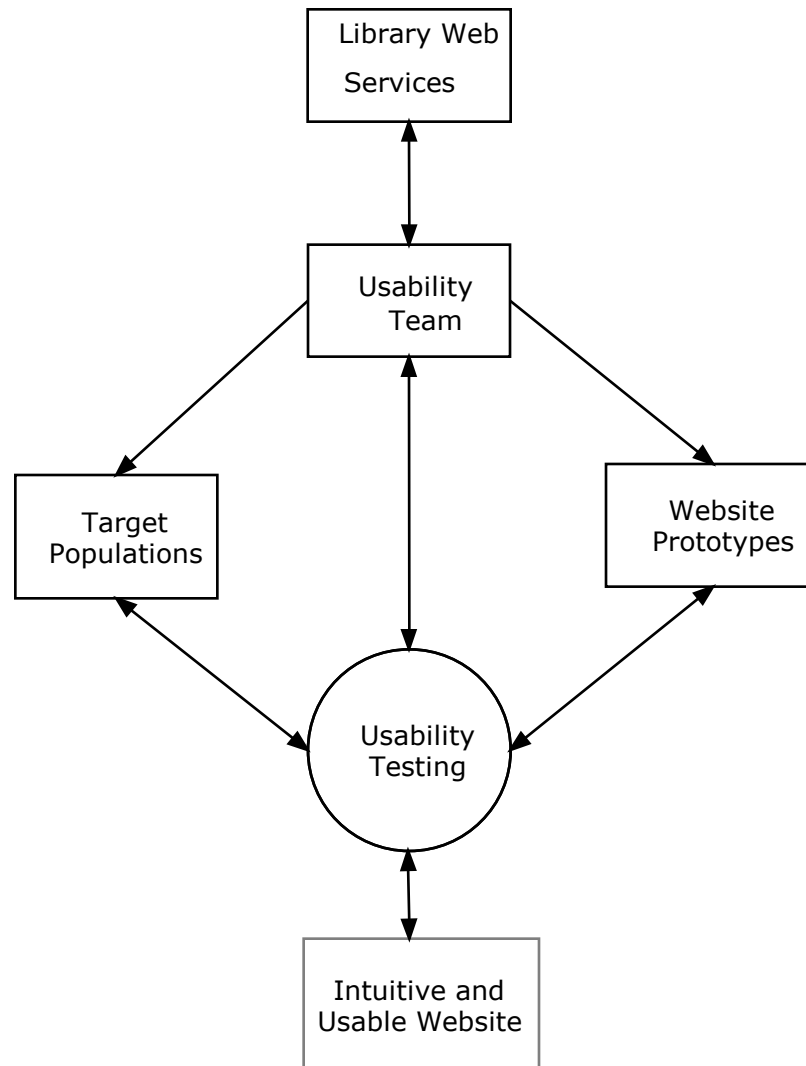 Library Web
Services
Usability
Team
Target
Populations
Website
Prototypes
Usability
Testing
Intuitive and
Usable Website